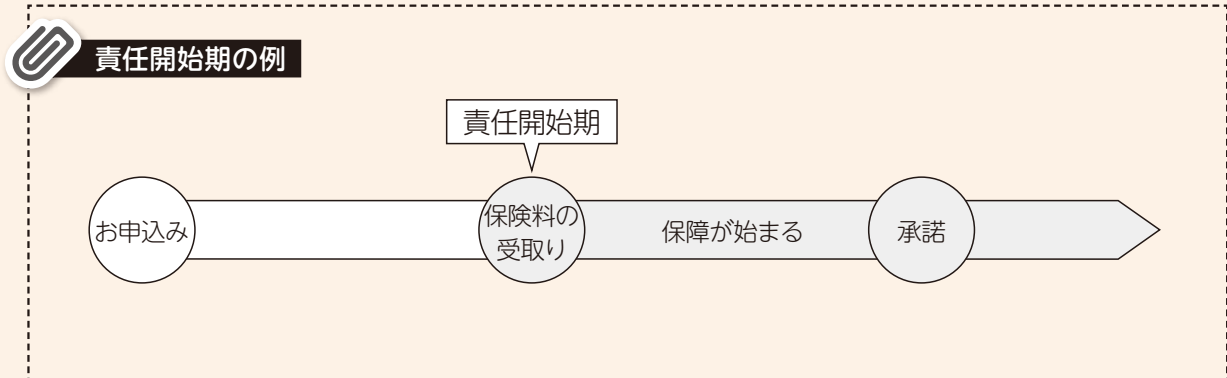 責任開始期の例
責任開始期
お申込み
保険料の
受取り
保障が始まる
承諾